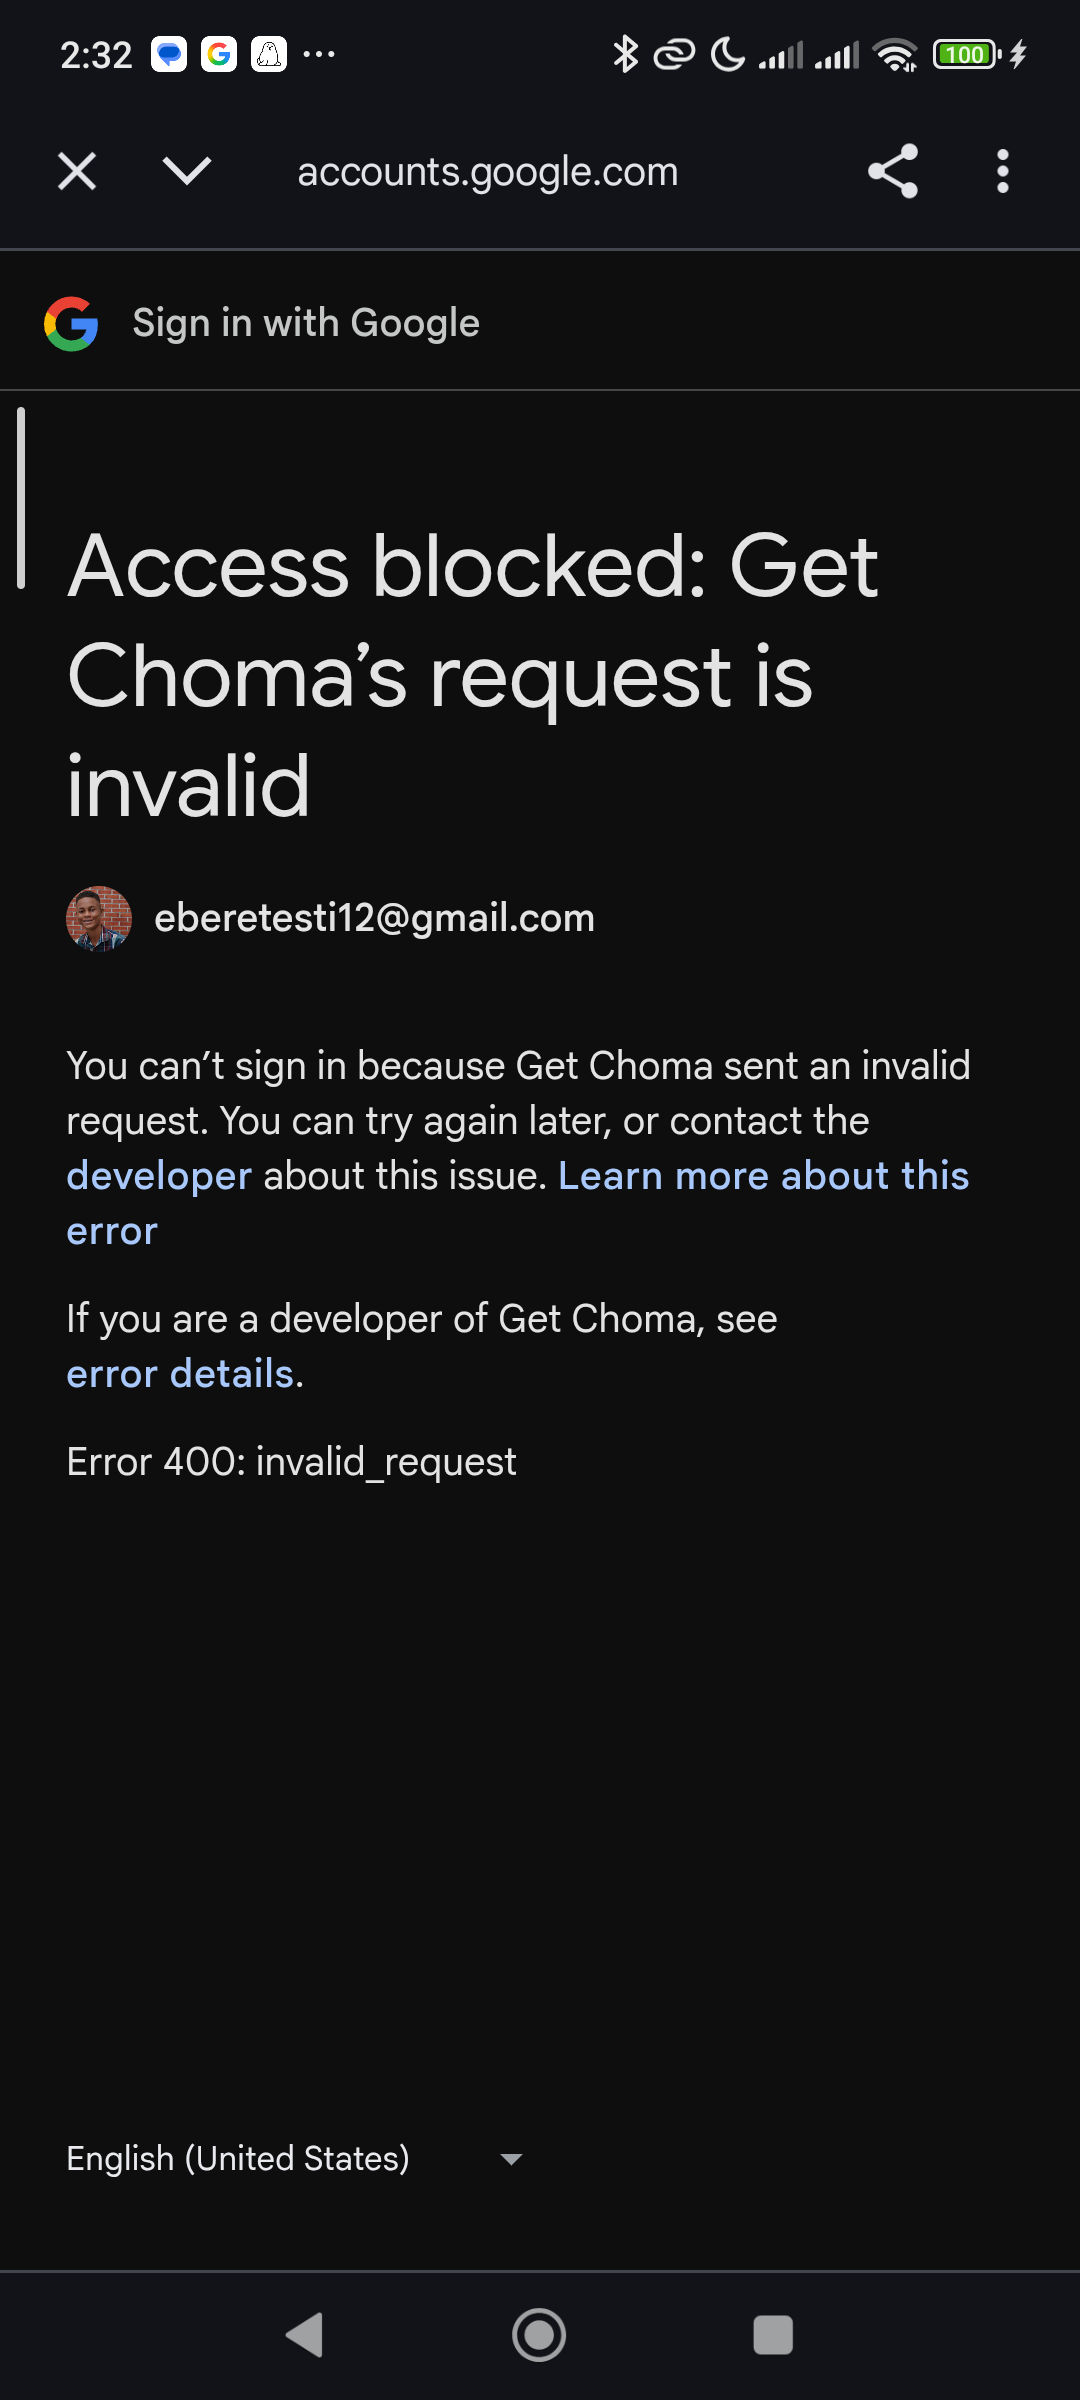 2:32
100
accounts.google.com
Sign in with Google
Access blocked: Get
Choma’s request is
invalid
eberetesti12@gmail.com
You can’t sign in because Get Choma sent an invalid
request. You can try again later, or contact the
developer about this issue. Learn more about this
error
If you are a developer of Get Choma, see
error details.
Error 400: invalid_request
English (United States)